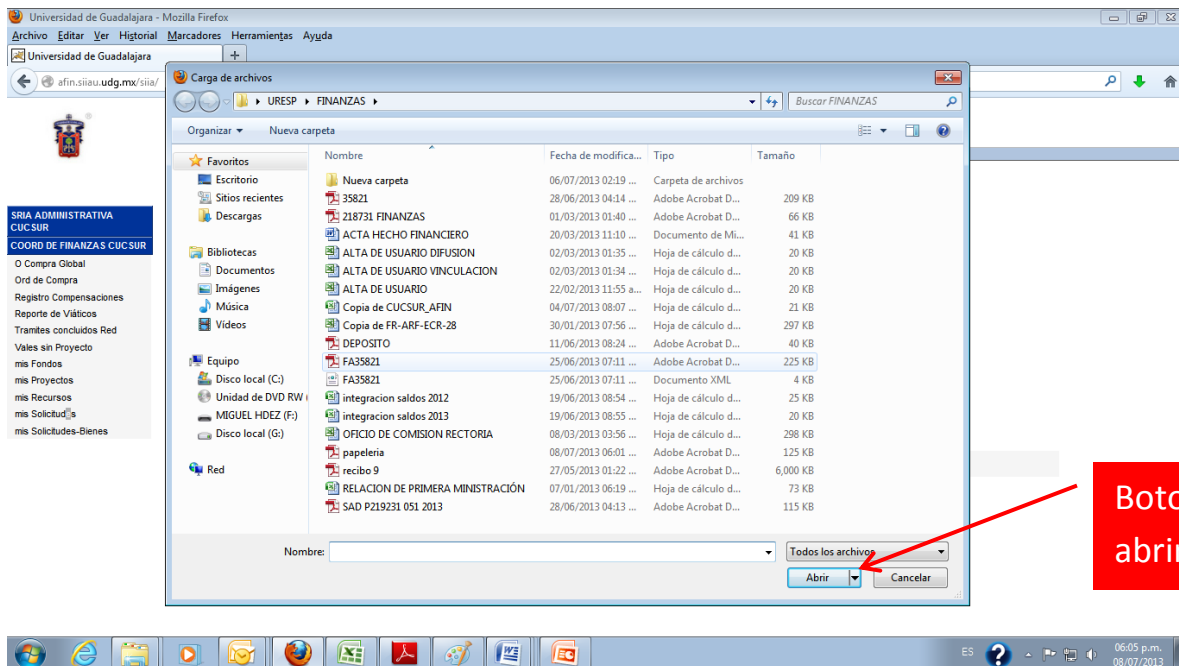 Universidad de Guadalajara - Mozilla Firefox
Archivo Editar Ver Historial Marcadores Herramientas Ayuda
Universidad de Guadalajara
afin.siiau.udg.mx/siia/
Carga de archivos
URESP FINANZAS
Buscar FINANZAS
Organizar Nueva carpeta
Nombre Fecha de modifica... Tipo Tamaño
Favoritos
Escritorio
Sitios recientes
Descargas
Bibliotecas
Documentos
Imágenes
Música
Vídeos
Equipo
Disco local (C:)
Unidad de DVD RW
MIGUEL HDEZ (F:)
Disco local (G:)
Red
Nueva carpeta 06/07/2013 02:19 ... Carpeta de archivos
35821 28/06/2013 04:14 ... Adobe Acrobat D... 209 KB
218731 FINANZAS 01/03/2013 01:40 ... Adobe Acrobat D... 66 KB
ACTA HECHO FINANCIERO 20/03/2013 11:10 ... Documento de Mi... 41 KB
ALTA DE USUARIO DIFUSION 02/03/2013 01:35 ... Hoja de cálculo d... 20 KB
ALTA DE USUARIO VINCULACION 02/03/2013 01:34 ... Hoja de cálculo d... 20 KB
ALTA DE USUARIO 22/02/2013 11:55 a... Hoja de cálculo d... 20 KB
Copia de CUCSUR_AFIN 04/07/2013 08:07 ... Hoja de cálculo d... 21 KB
Copia de FR-ARF-ECR-28 30/01/2013 07:56 ... Hoja de cálculo d... 297 KB
DEPOSITO 11/06/2013 08:24 ... Adobe Acrobat D... 40 KB
FA35821 25/06/2013 07:11 ... Adobe Acrobat D... 225 KB
FA35821 25/06/2013 07:11 ... Documento XML 4 KB
integracion saldos 2012 19/06/2013 08:54 ... Hoja de cálculo d... 25 KB
integracion saldos 2013 19/06/2013 08:55 ... Hoja de cálculo d... 20 KB
OFICIO DE COMISION RECTORIA 08/03/2013 03:56 ... Hoja de cálculo d... 298 KB
papeleria 08/07/2013 06:01 ... Adobe Acrobat D... 125 KB
recibo 9 27/05/2013 01:22 ... Adobe Acrobat D... 6,000 KB
RELACION DE PRIMERA MINISTRACIÓN 07/01/2013 06:19 ... Hoja de cálculo d... 73 KB
SAD P219231 051 2013 28/06/2013 04:13 ... Adobe Acrobat D... 115 KB
Nombre: Todos los archivos
Abrir Cancelar
SRIA ADMINISTRATIVA
CUCSUR
COORD DE FINANZAS CUCSUR
O Compra Global
Ord de Compra
Registro Compensaciones
Reporte de Viáticos
Tramites concluidos Red
Vales sin Proyecto
mis Fondos
mis Proyectos
mis Recursos
mis Solicitudes
mis Solicitudes-Bienes
Boto
abrir
ES 06:05 p.m.
08/07/2013